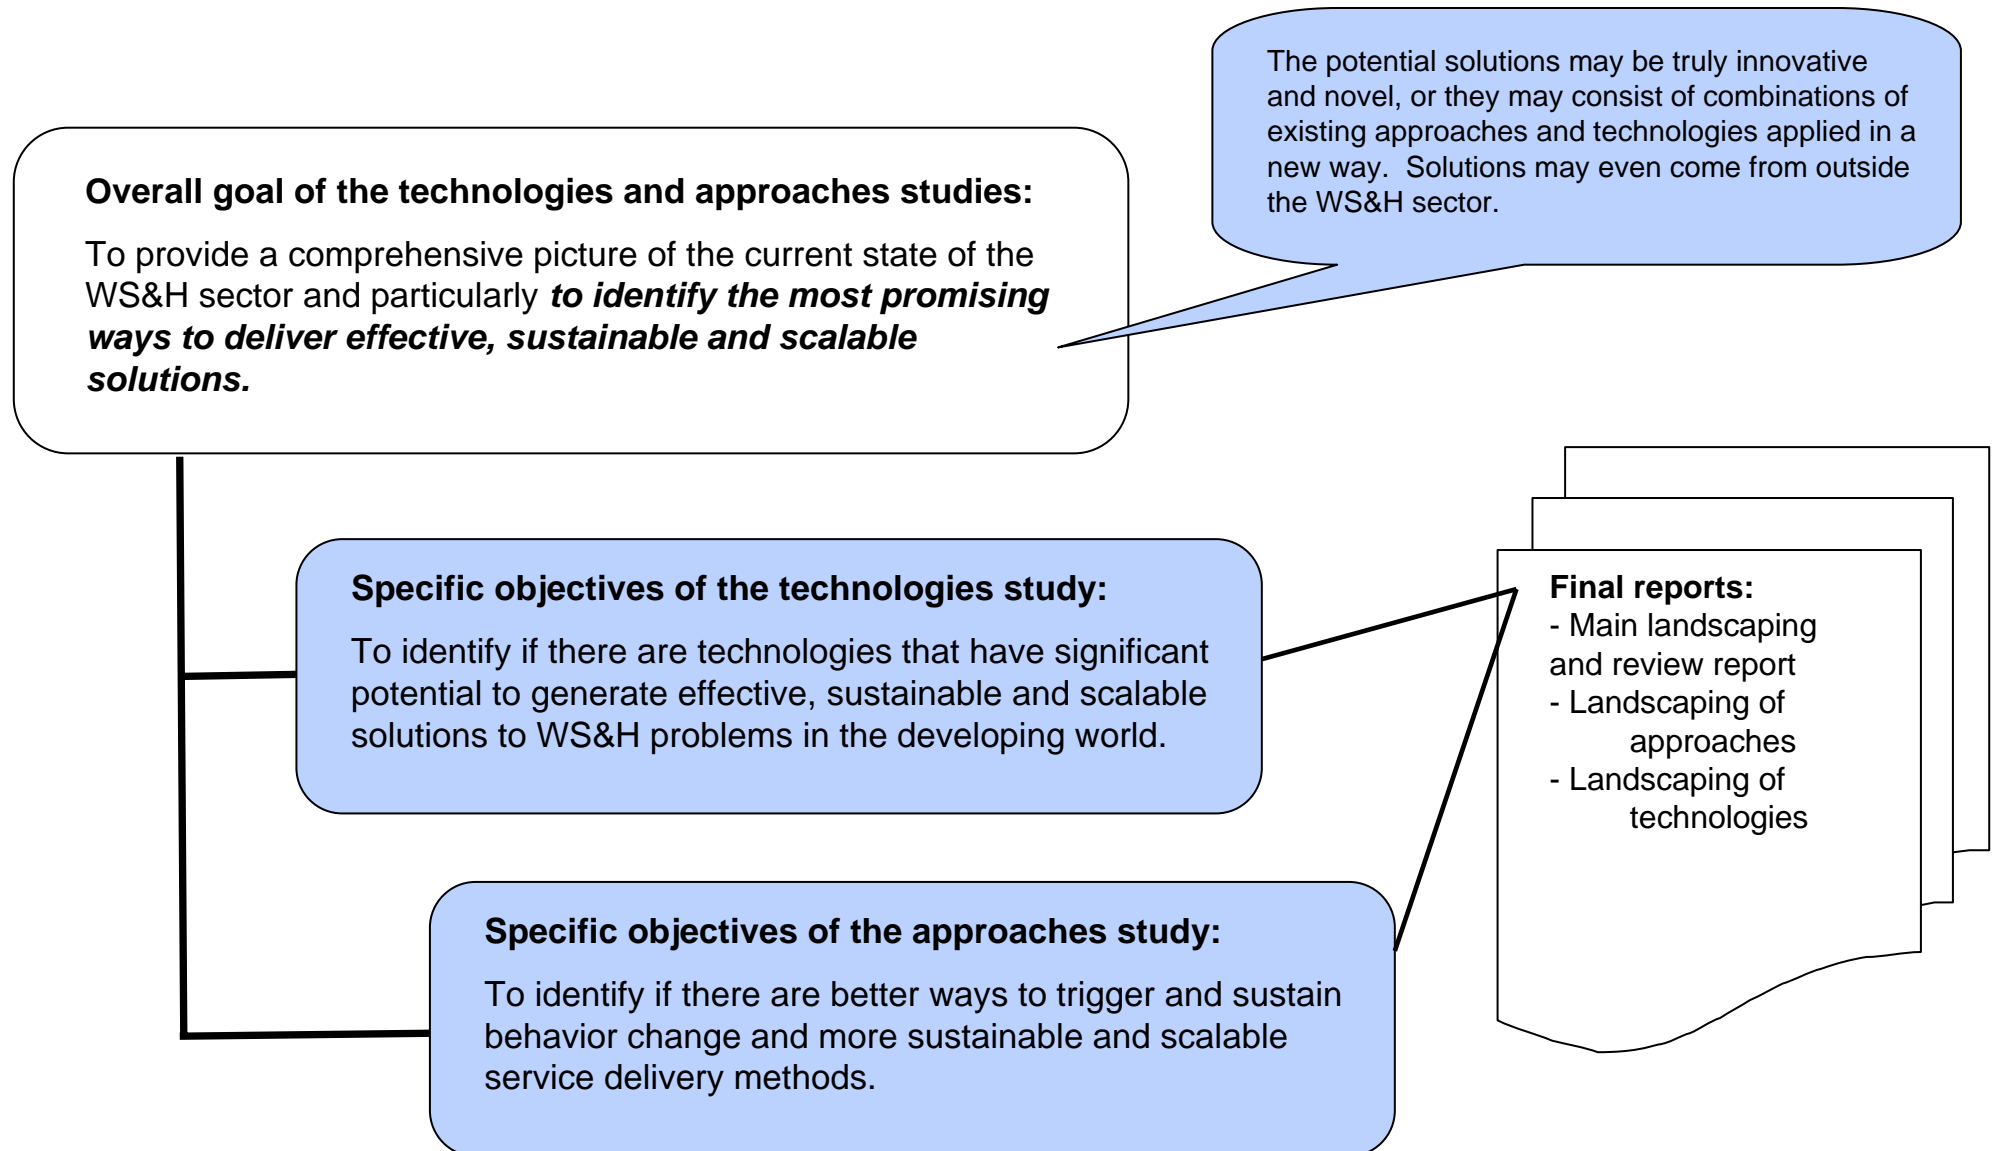 The potential solutions may be truly innovative
and novel, or they may consist of combinations of
existing approaches and technologies applied in a
new way.  Solutions may even come from outside
the WS&H sector.
Overall goal of the technologies and approaches studies:
To provide a comprehensive picture of the current state of the
WS&H sector and particularly to identify the most promising
ways to deliver effective, sustainable and scalable
solutions.
Specific objectives of the technologies study:
To identify if there are technologies that have significant
potential to generate effective, sustainable and scalable
solutions to WS&H problems in the developing world.
Final reports:
- Main landscaping
and review report
- Landscaping of
approaches
- Landscaping of
technologies
Specific objectives of the approaches study:
To identify if there are better ways to trigger and sustain
behavior change and more sustainable and scalable
service delivery methods.